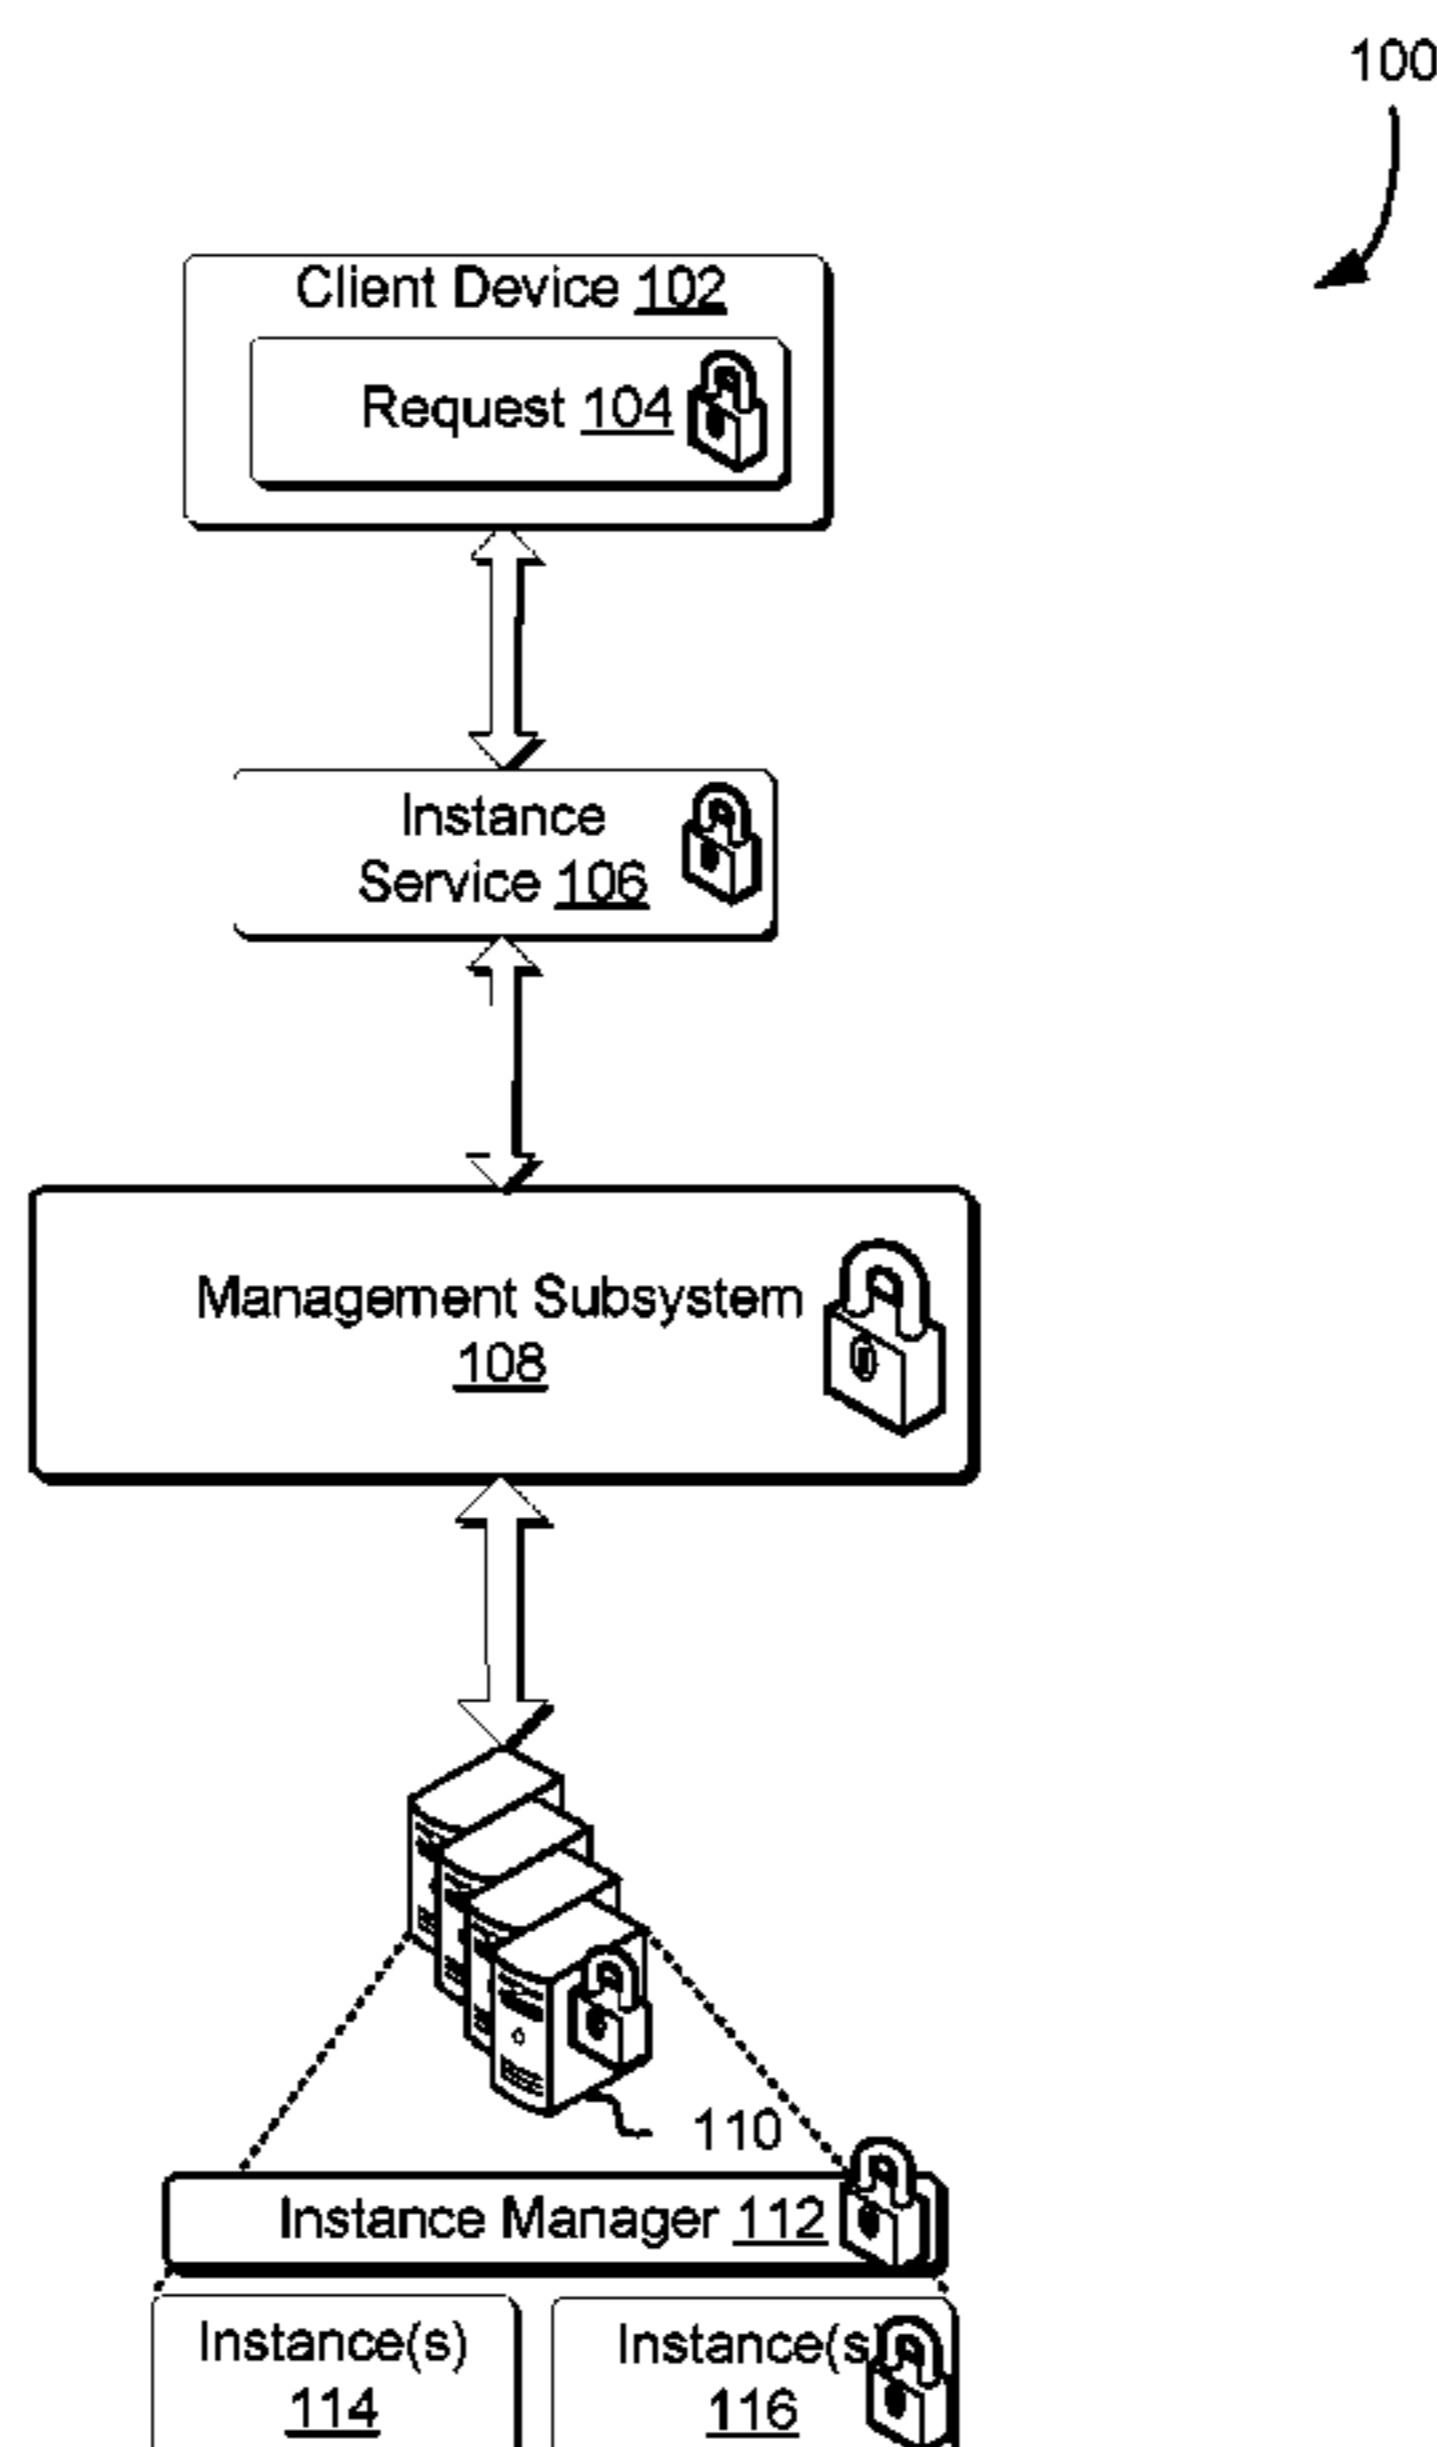 100
Client Device 102
Request 104
Instance
Service 106
Management Subsystem
108
110
Instance Manager 112
Instance(s)
114
Instance(s
116